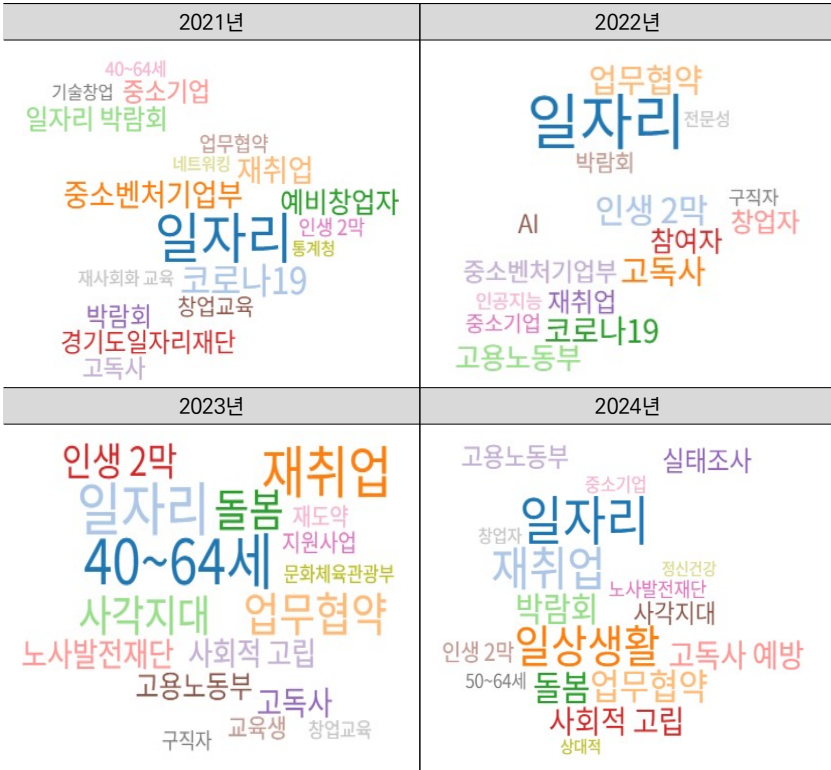 2021년
40~64세
기술창업 중소기업
일자리 박람회
업무협약
네트워킹 재취업
중소벤처기업부 예비창업자
일자리 인생 2막
통계청
재사회화 교육 코로나19
박람회 창업교육
경기도일자리재단
고독사
2022년
업무협약
일자리 전문성
박람회
인생 2막 구직자
AI 창업자
참여자
중소벤처기업부 고독사
인공지능 재취업
중소기업 코로나19
고용노동부
2023년
인생 2막 재취업
일자리 돌봄 재도약
40~64세 지원사업
문화체육관광부
사각지대 업무협약
노사발전재단 사회적 고립
고용노동부 고독사
구직자 교육생 창업교육
2024년
고용노동부 실태조사
중소기업
창업자 일자리
재취업 정신건강
노사발전재단
박람회 사각지대
인생 2막 일상생활 고독사 예방
50~64세 돌봄 업무협약
사회적 고립
상대적